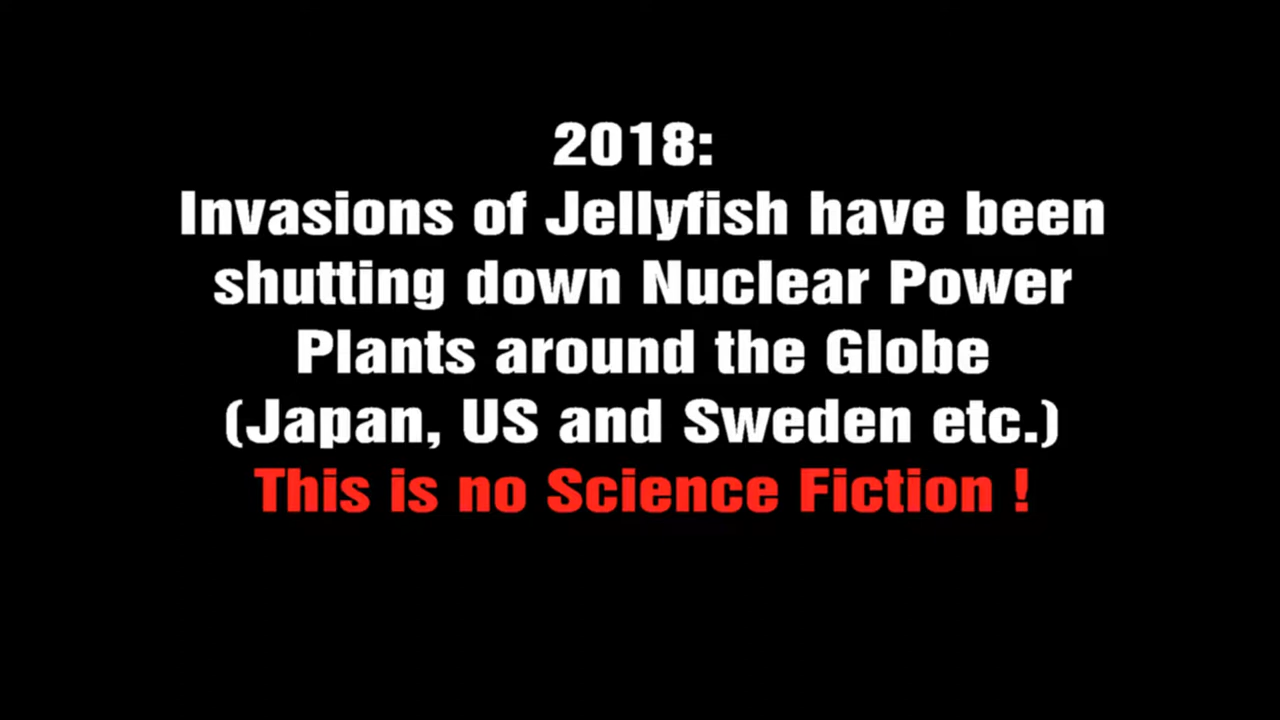 2018:
Invasions of Jellyfish have been
shutting down Nuclear Power
Plants around the Globe
(Japan, US and Sweden etc.)
This is no Science Fiction !